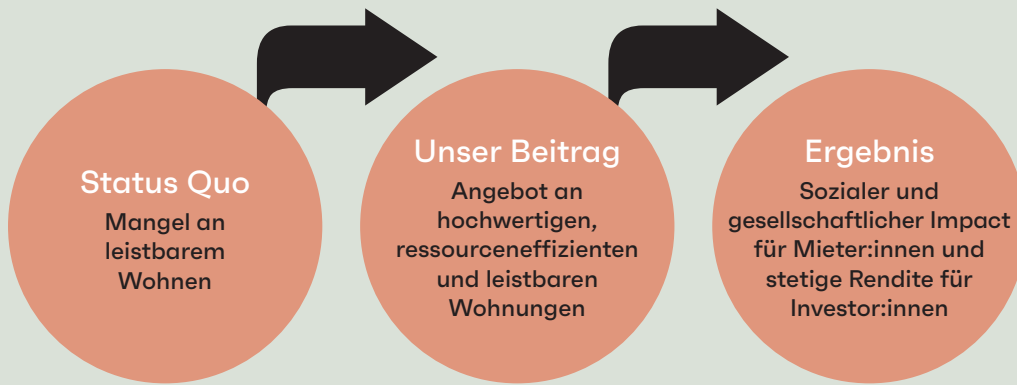 Status Quo
Mangel an
leistbarem
Wohnen
Unser Beitrag
Angebot an
hochwertigen,
ressourceneffizienten
und leistbaren
Wohnungen
Ergebnis
Sozialer und
gesellschaftlicher Impact
für Mieter:innen und
stetige Rendite für
Investor:innen